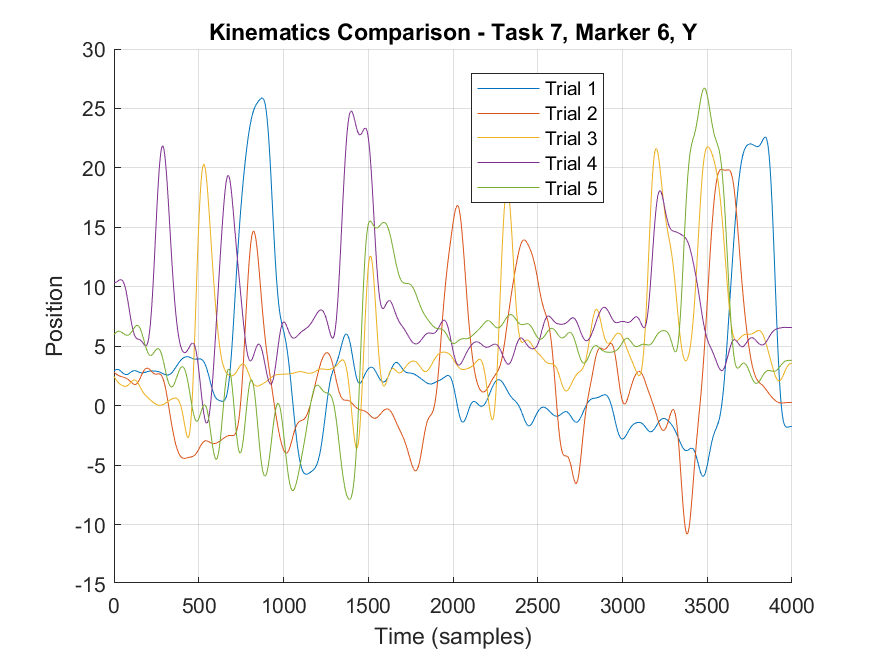 Kinematics Comparison - Task 7, Marker 6, Y
30
25
20
15
10
5
0
-5
-10
-15
Position
Trial 1
Trial 2
Trial 3
Trial 4
Trial 5
0 500 1000 1500 2000 2500 3000 3500 4000
Time (samples)